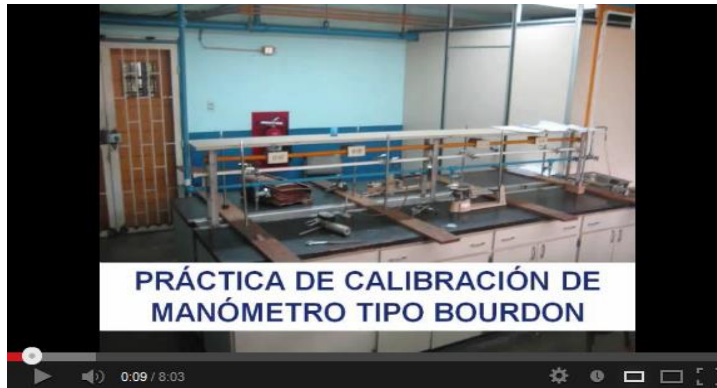 PRÁCTICA DE CALIBRACIÓN DE
MANÓMETRO TIPO BOURDON
0:09 / 8:03